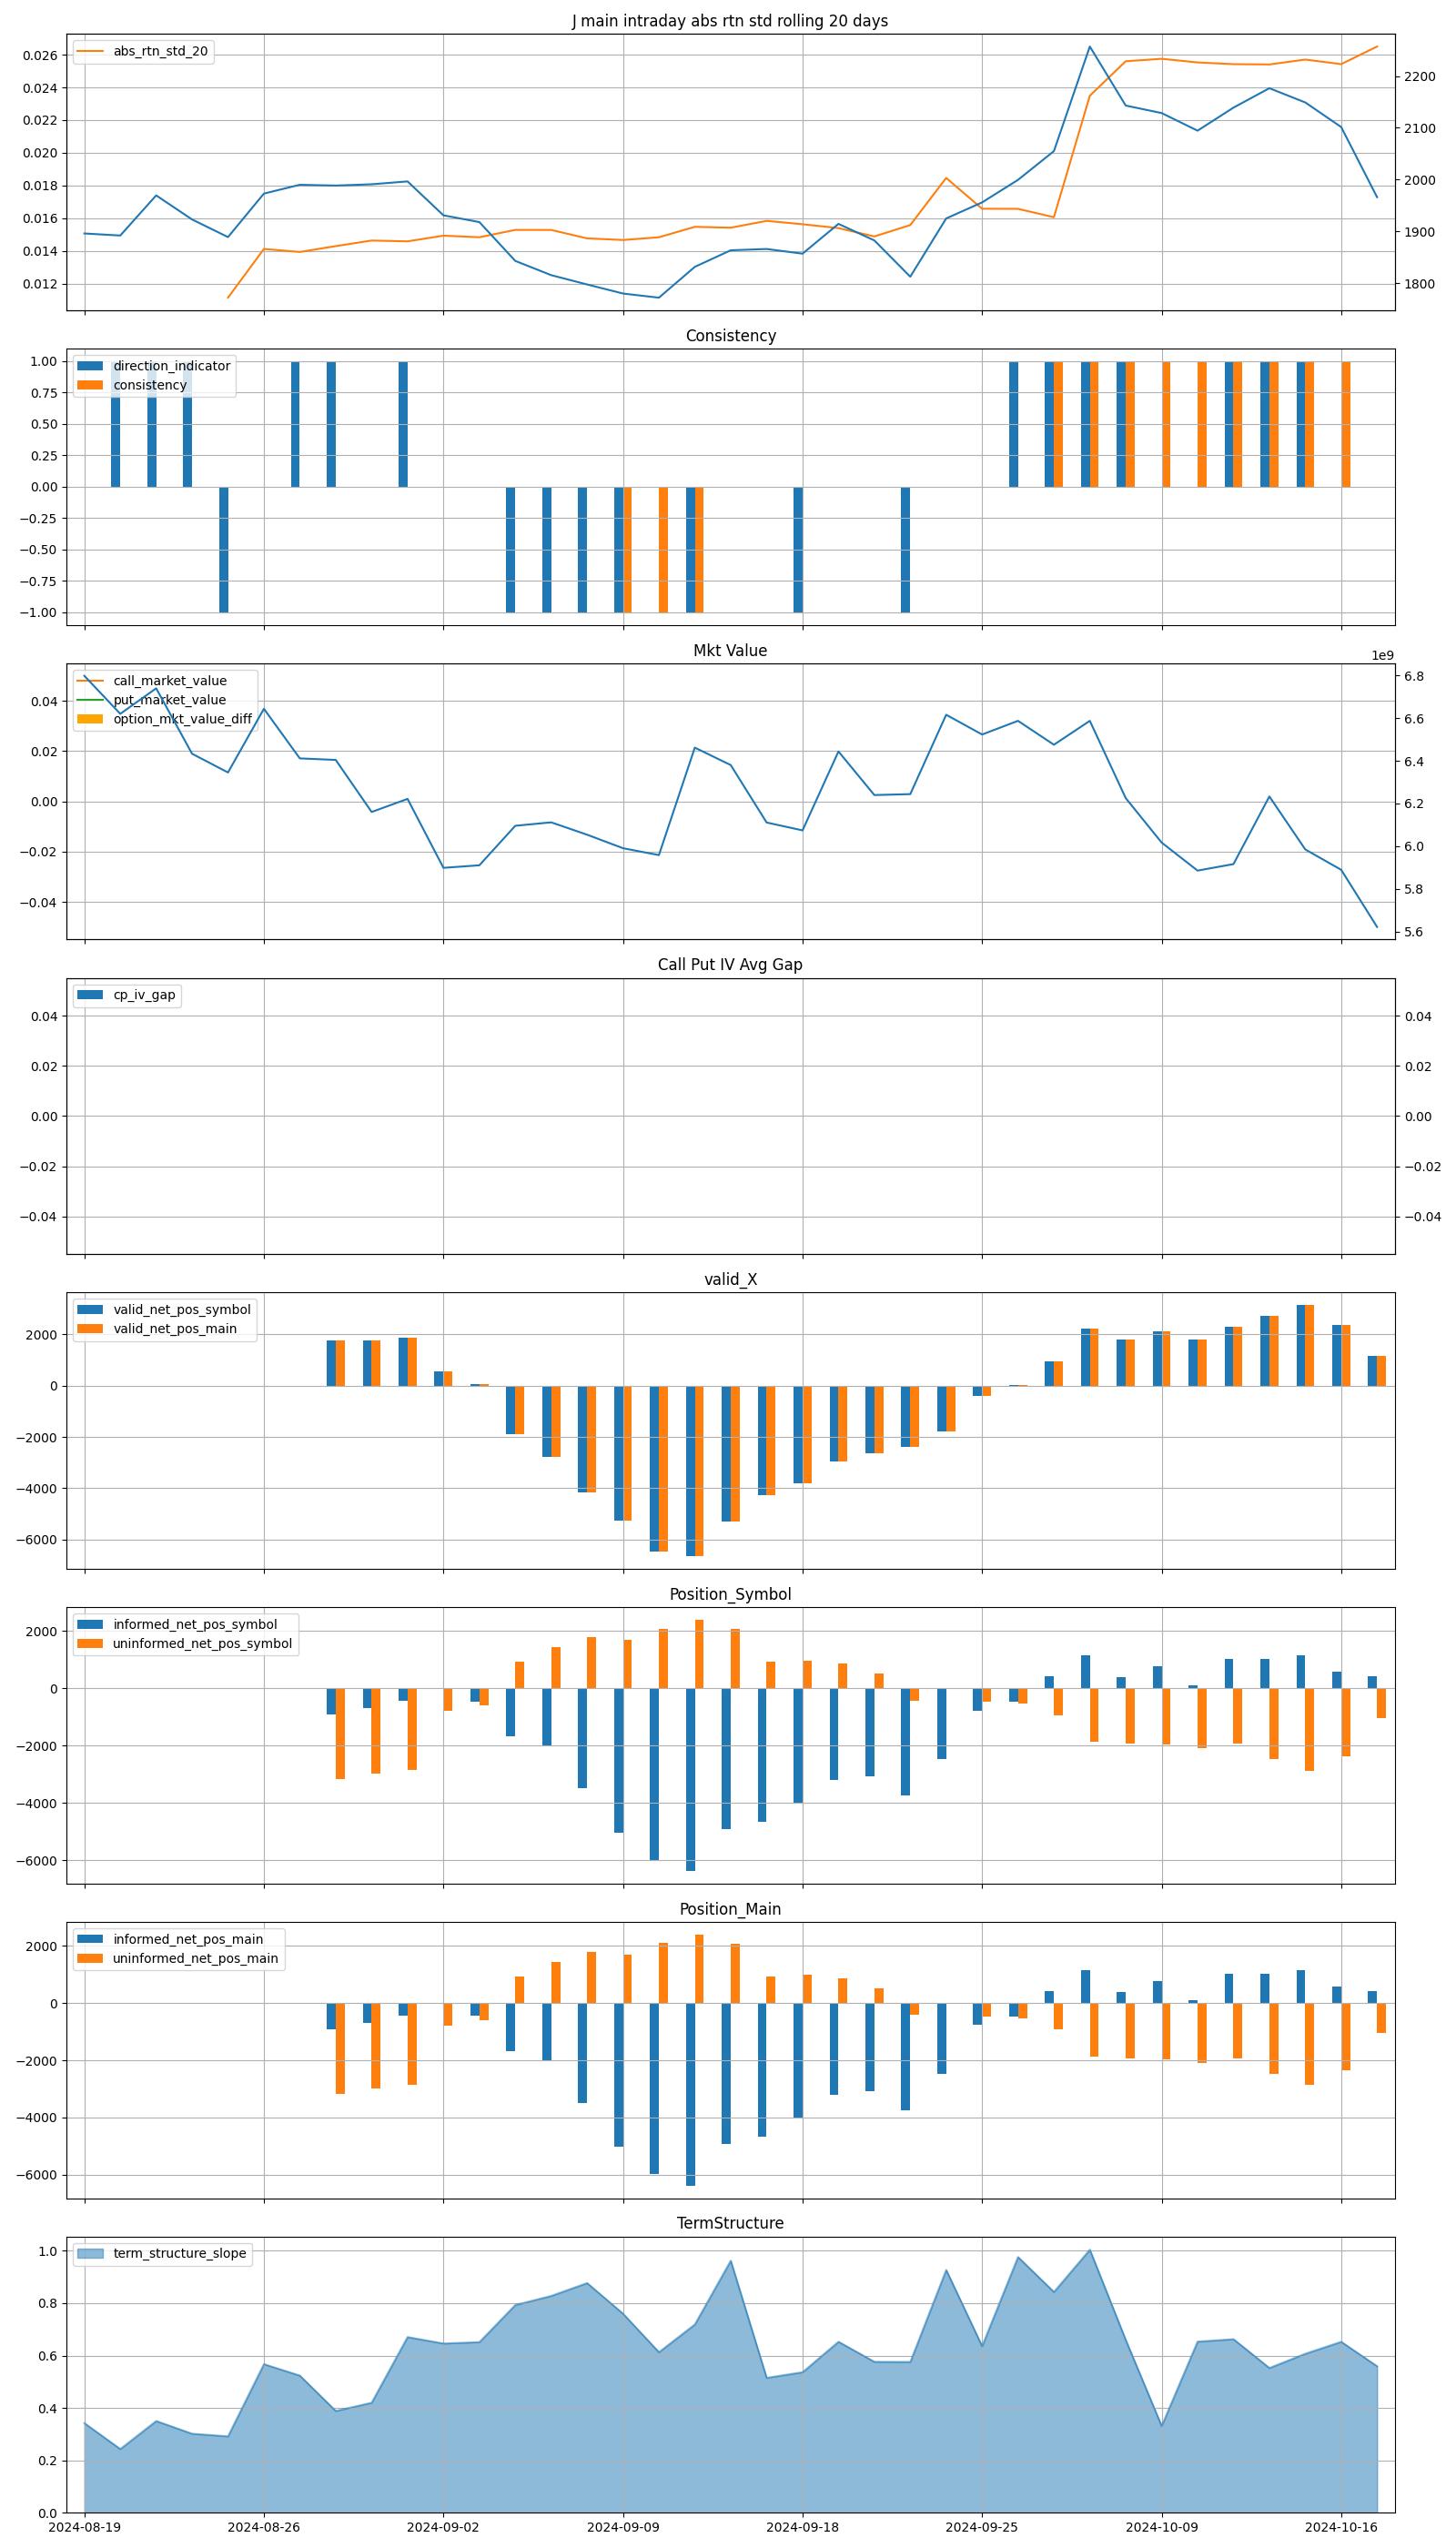 J main intraday abs rtn std rolling 20 days
abs_rtn_std_20
0.026
0.024
0.022
0.020
0.018
0.016
0.014
0.012
2200
2100
2000
1900
1800
Consistency
direction_indicator
consistency
1.00
0.75
0.50
0.25
0.00
−0.25
−0.50
−0.75
−1.00
Mkt Value
1e9
call_market_value
put_market_value
option_mkt_value_diff
0.04
0.02
0.00
−0.02
−0.04
6.8
6.6
6.4
6.2
6.0
5.8
5.6
Call Put IV Avg Gap
cp_iv_gap
0.04
0.02
0.00
−0.02
−0.04
0.04
0.02
0.00
−0.02
−0.04
valid_X
valid_net_pos_symbol
valid_net_pos_main
2000
0
−2000
−4000
−6000
Position_Symbol
informed_net_pos_symbol
uninformed_net_pos_symbol
2000
0
−2000
−4000
−6000
Position_Main
informed_net_pos_main
uninformed_net_pos_main
2000
0
−2000
−4000
−6000
TermStructure
term_structure_slope
1.0
0.8
0.6
0.4
0.2
0.0
2024-08-19 2024-08-26 2024-09-02 2024-09-09 2024-09-18 2024-09-25 2024-10-09 2024-10-16